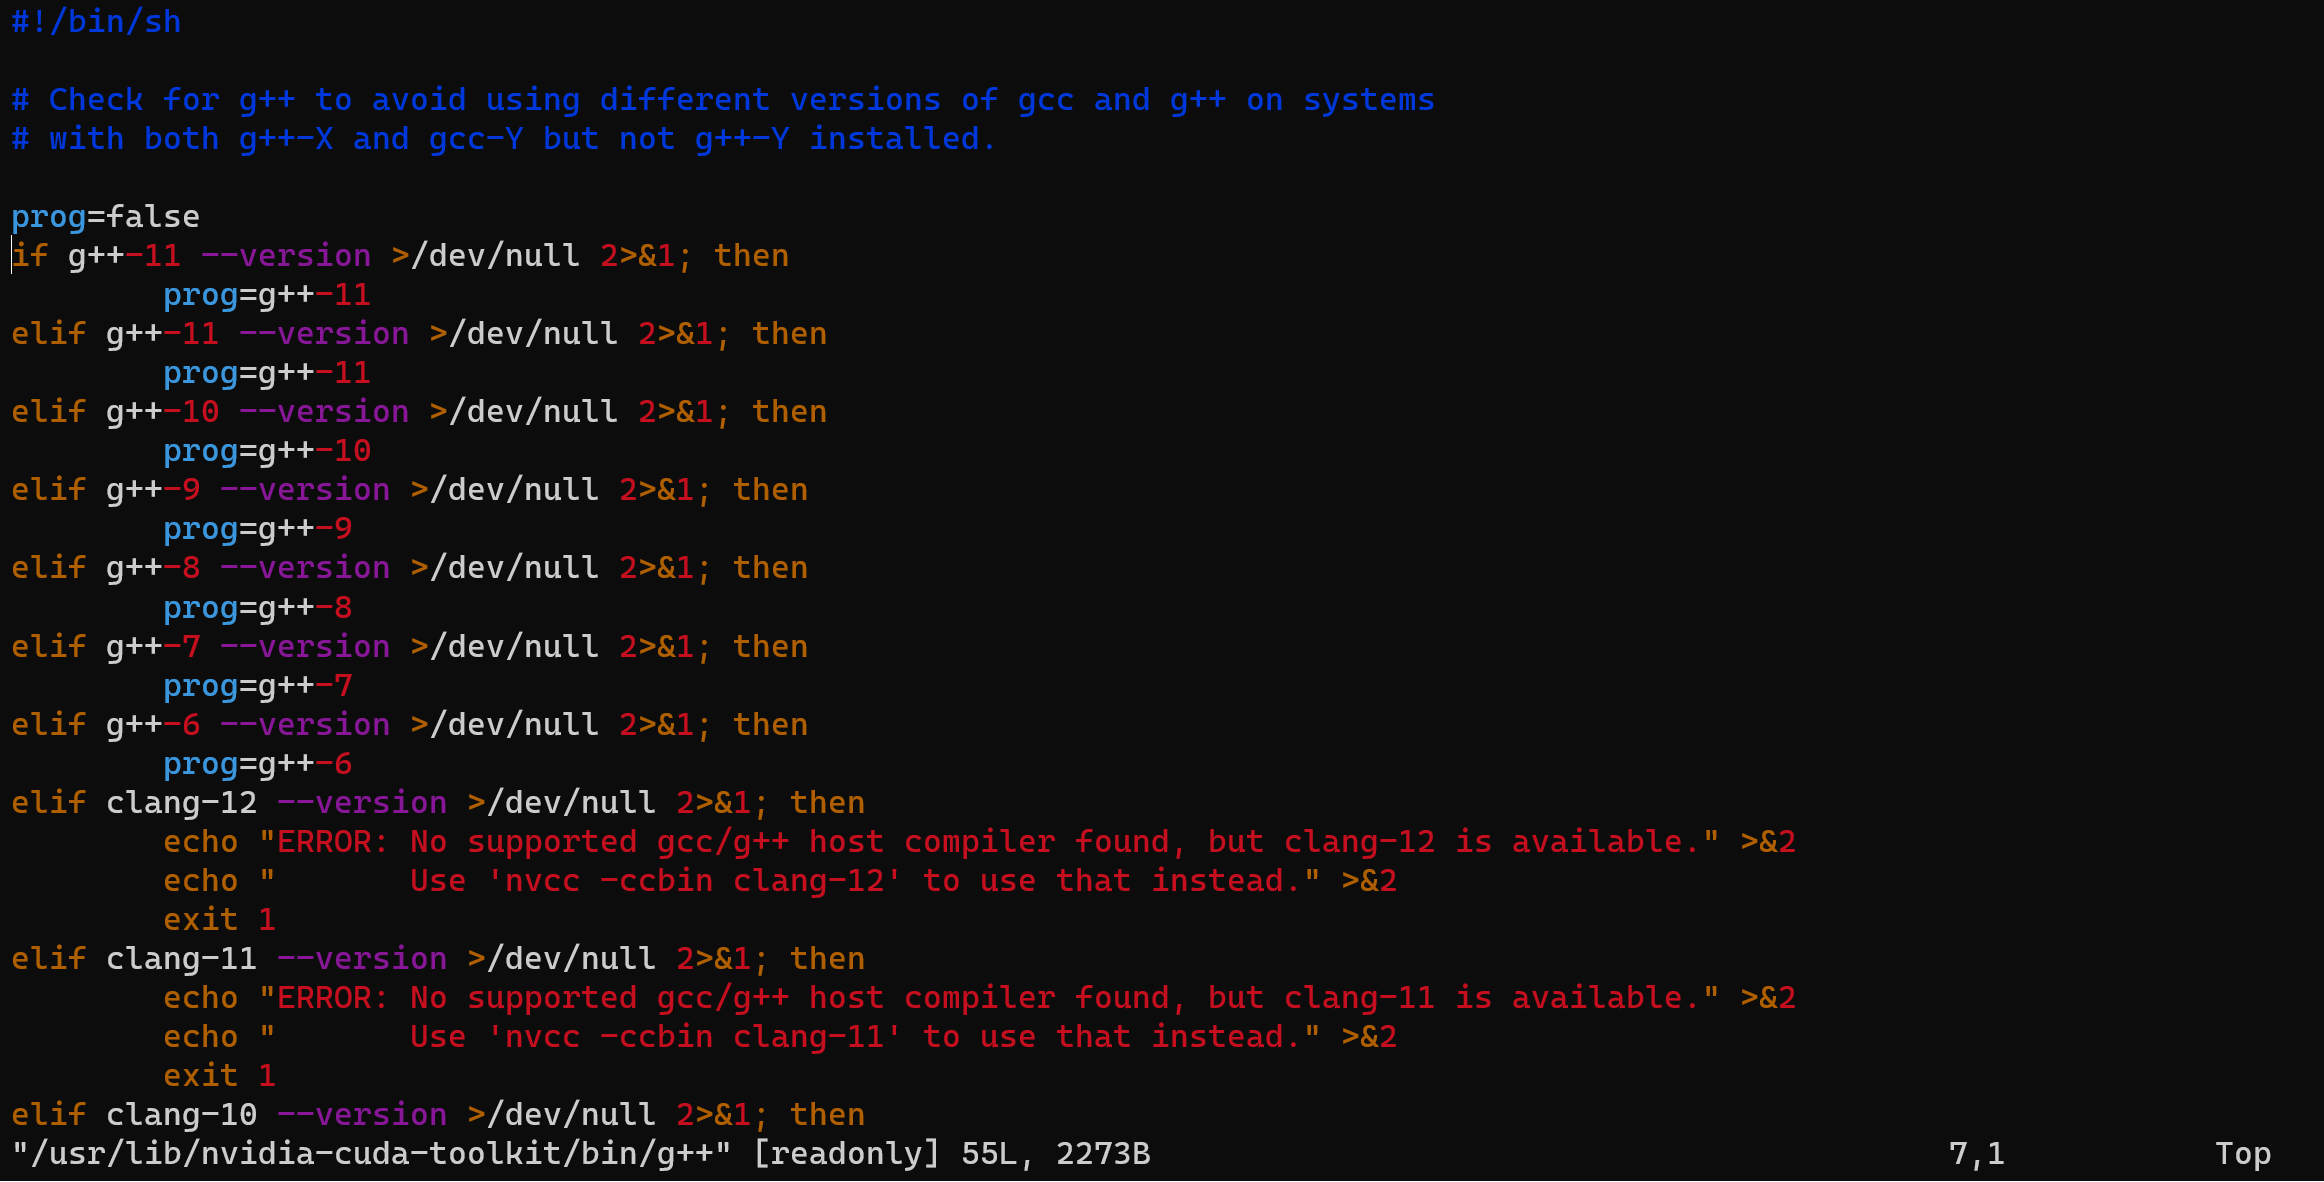 #!/bin/sh

# Check for g++ to avoid using different versions of gcc and g++ on systems
# with both g++-X and gcc-Y but not g++-Y installed.

prog=false
if g++-11 --version >/dev/null 2>&1; then
        prog=g++-11
elif g++-11 --version >/dev/null 2>&1; then
        prog=g++-11
elif g++-10 --version >/dev/null 2>&1; then
        prog=g++-10
elif g++-9 --version >/dev/null 2>&1; then
        prog=g++-9
elif g++-8 --version >/dev/null 2>&1; then
        prog=g++-8
elif g++-7 --version >/dev/null 2>&1; then
        prog=g++-7
elif g++-6 --version >/dev/null 2>&1; then
        prog=g++-6
elif clang-12 --version >/dev/null 2>&1; then
        echo "ERROR: No supported gcc/g++ host compiler found, but clang-12 is available." >&2
        echo "       Use 'nvcc -ccbin clang-12' to use that instead." >&2
        exit 1
elif clang-11 --version >/dev/null 2>&1; then
        echo "ERROR: No supported gcc/g++ host compiler found, but clang-11 is available." >&2
        echo "       Use 'nvcc -ccbin clang-11' to use that instead." >&2
        exit 1
elif clang-10 --version >/dev/null 2>&1; then
"/usr/lib/nvidia-cuda-toolkit/bin/g++" [readonly] 55L, 2273B 7,1 Top